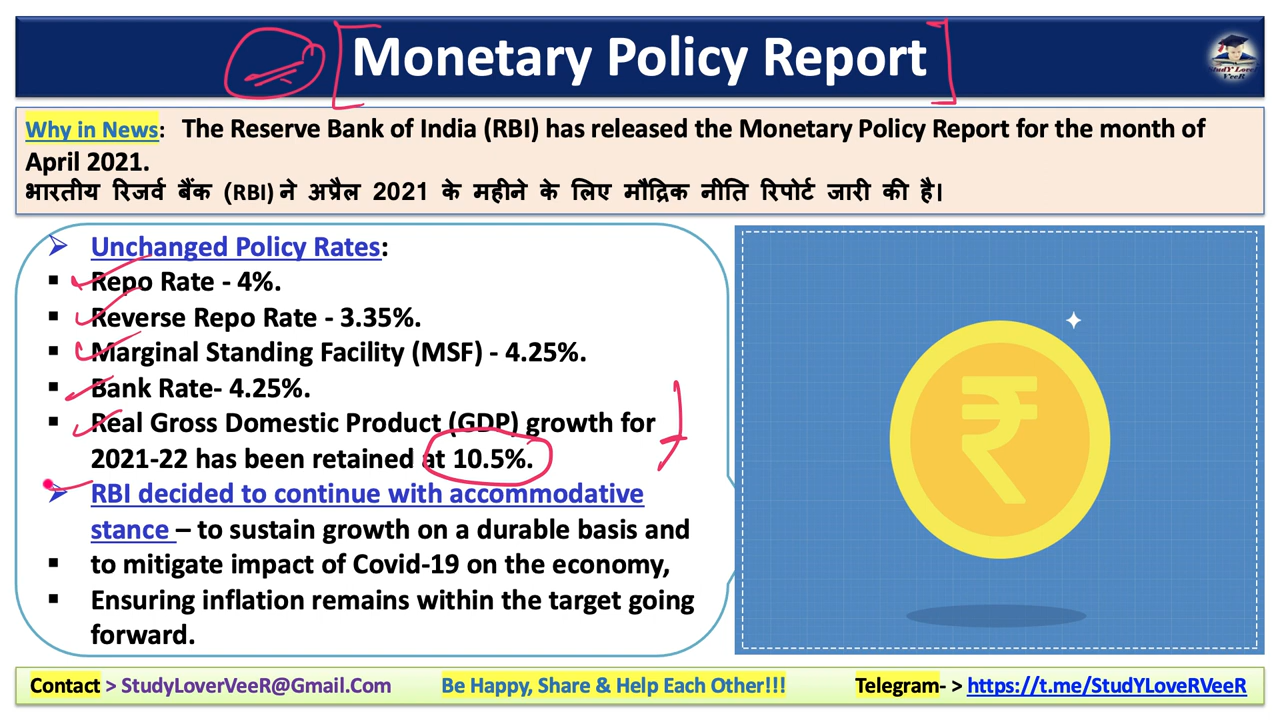 Monetary Policy Report
StudY Lover
VeeR
Why in News: The Reserve Bank of India (RBI) has released the Monetary Policy Report for the month of
April 2021.
भारतीय रिजर्व बैंक (RBI) ने अप्रैल 2021 के महीने के लिए मौद्रिक नीति रिपोर्ट जारी की है।
➢ Unchanged Policy Rates:
▪ Repo Rate - 4%.
▪ Reverse Repo Rate - 3.35%.
▪ Marginal Standing Facility (MSF) - 4.25%.
▪ Bank Rate- 4.25%.
▪ Real Gross Domestic Product (GDP) growth for
2021-22 has been retained at 10.5%.
➢ RBI decided to continue with accommodative
stance – to sustain growth on a durable basis and
▪ to mitigate impact of Covid-19 on the economy,
▪ Ensuring inflation remains within the target going
forward.
₹
Contact > StudyLoverVeeR@Gmail.Com Be Happy, Share & Help Each Other!!! Telegram- > https://t.me/StudYLoveRVeeR